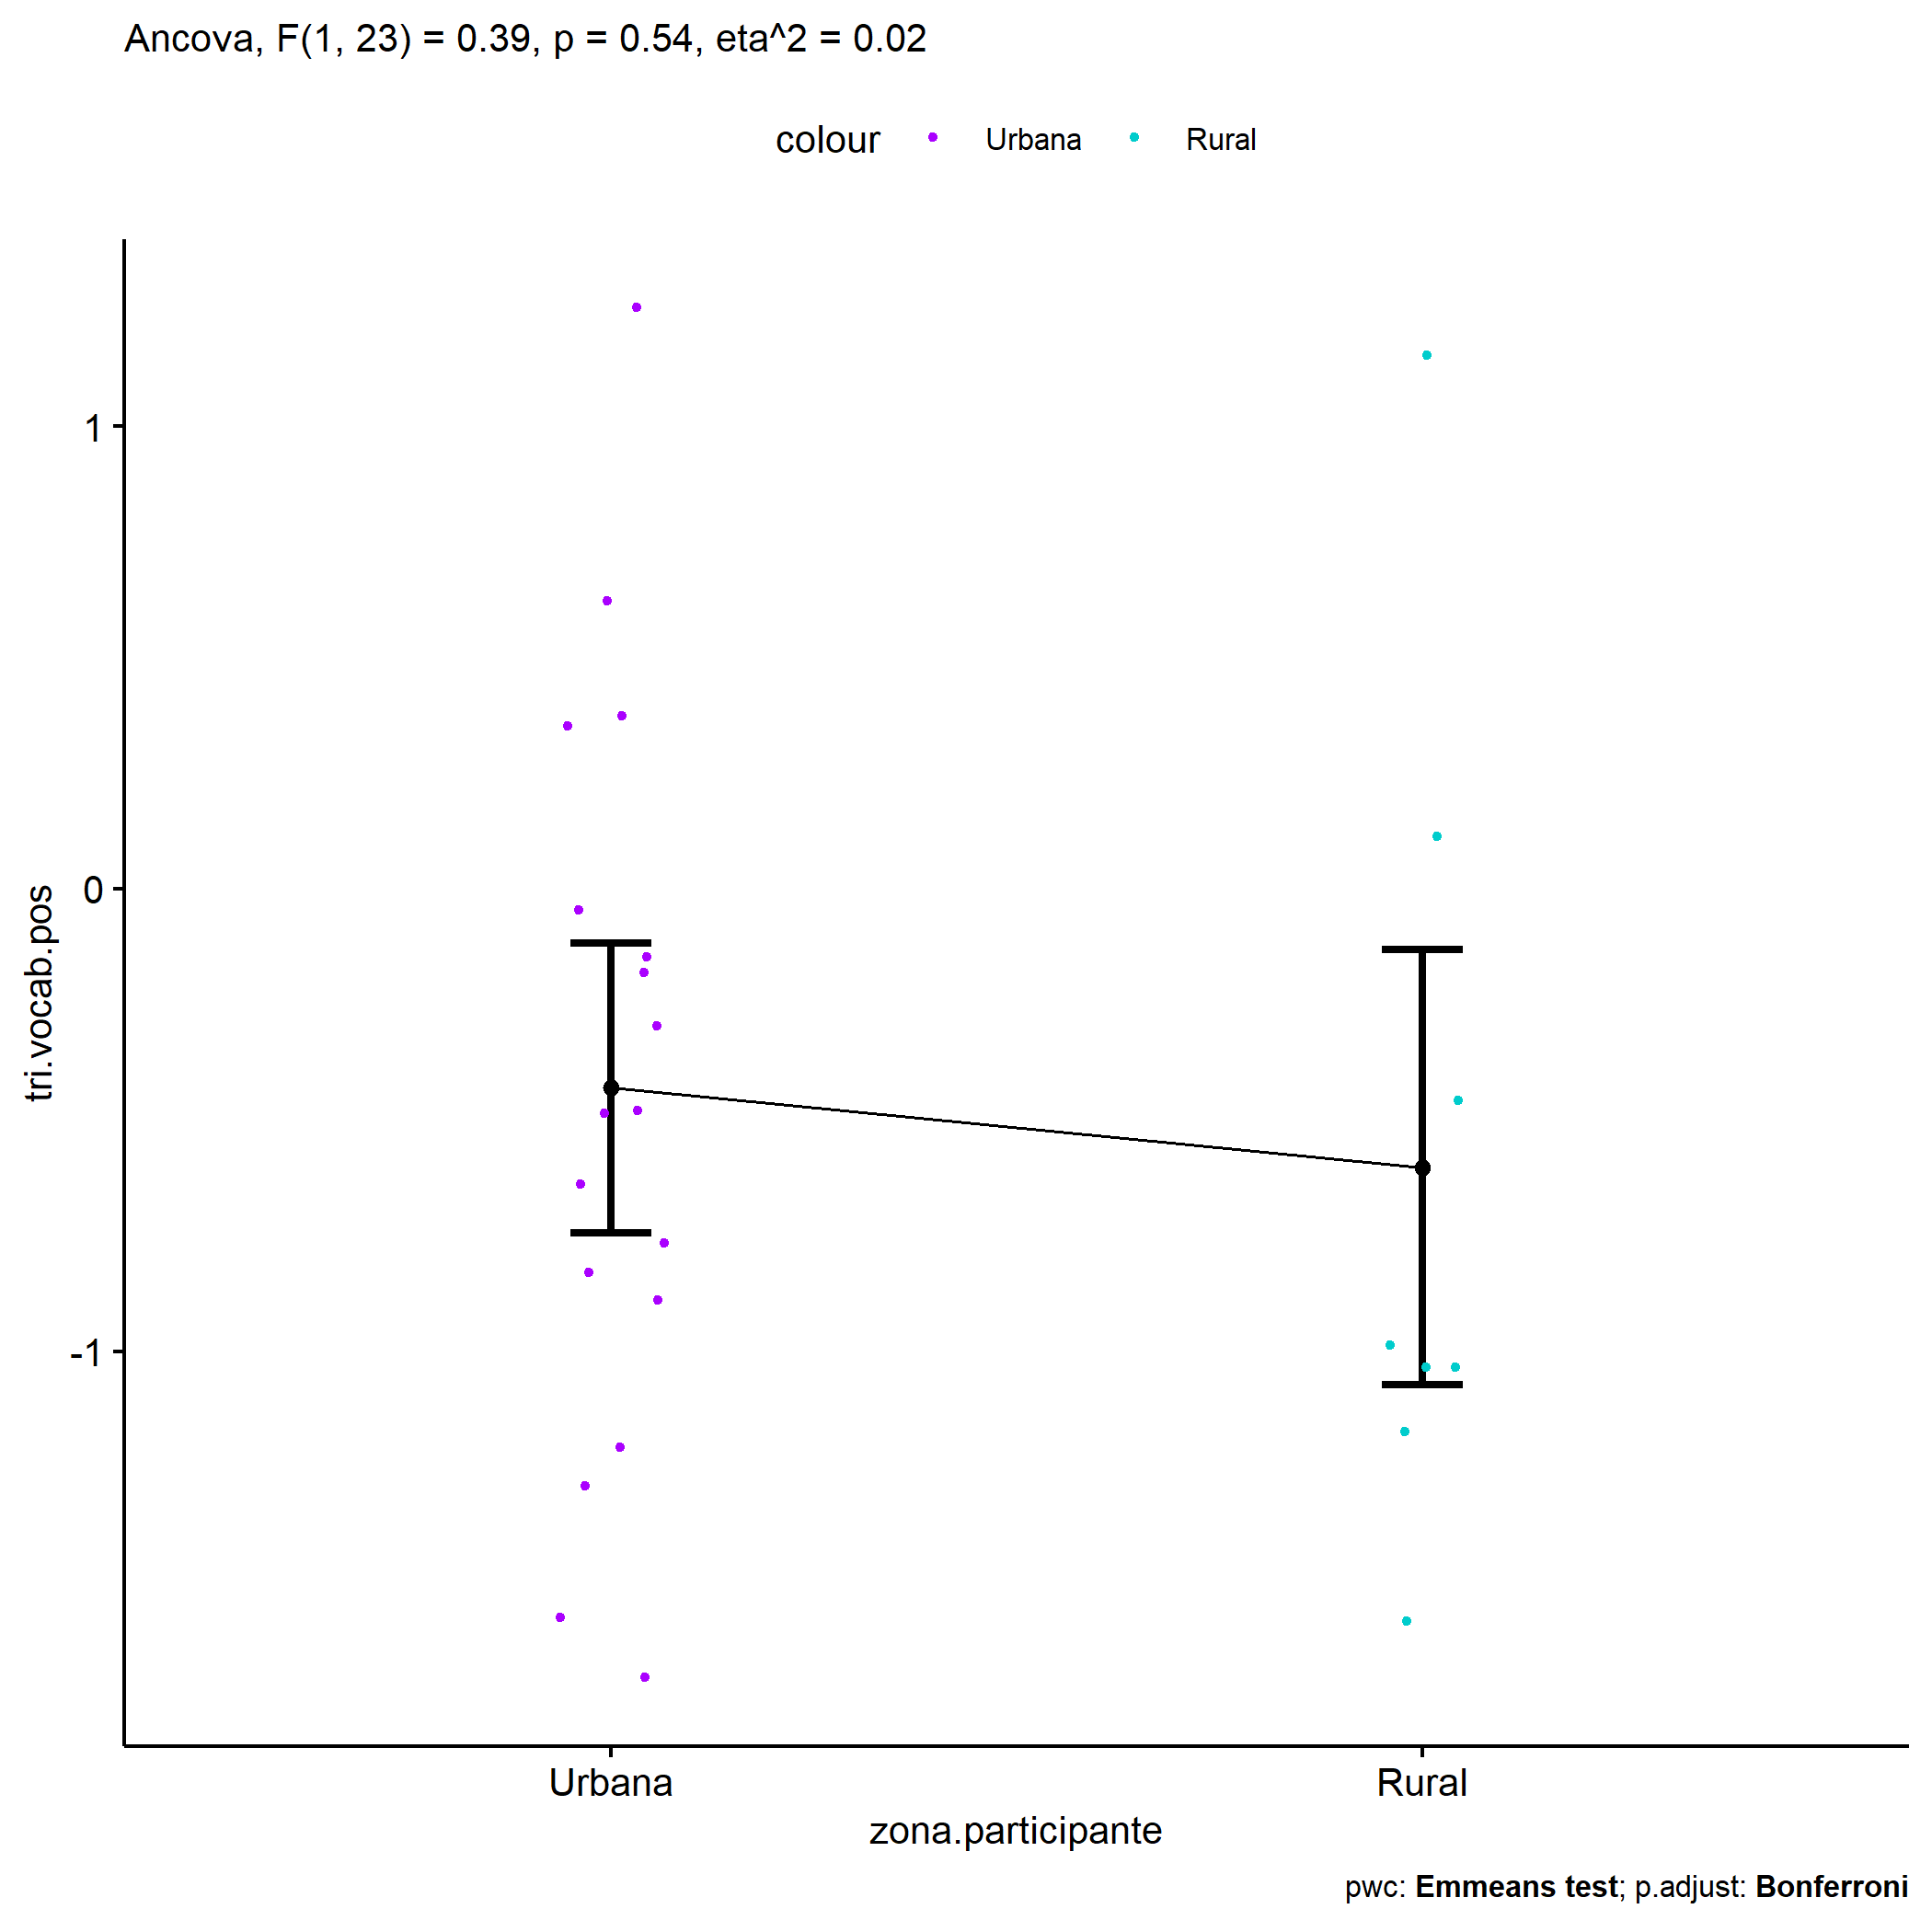 Ancova, F(1, 23) = 0.39, p = 0.54, eta^2 = 0.02
colour Urbana Rural
1
0
-1
tri.vocab.pos
Urbana Rural
zona.participante
pwc: Emmeans test; p.adjust: Bonferroni